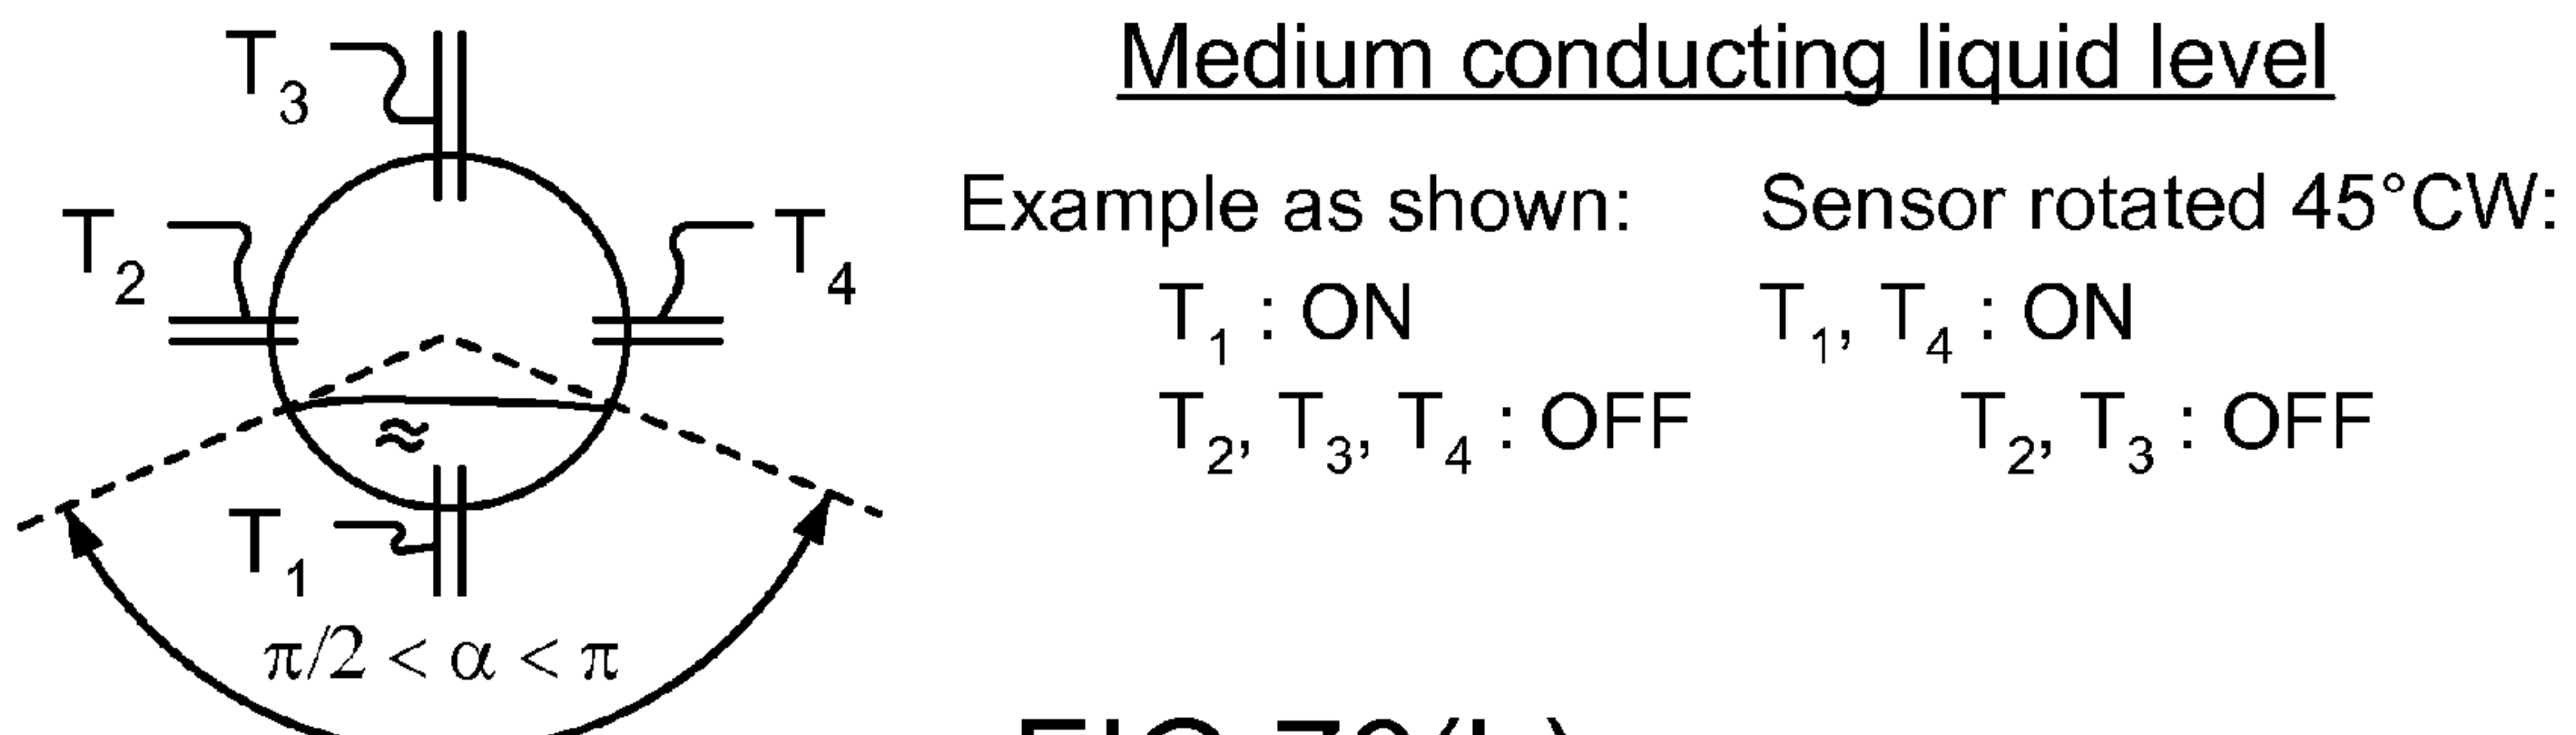 Medium conducting liquid level
T3
Example as shown: Sensor rotated 45°CW:
T2 T4
T1 : ON T1, T4 : ON
T2, T3, T4 : OFF T2, T3 : OFF
≈
T1
π/2 < α < π